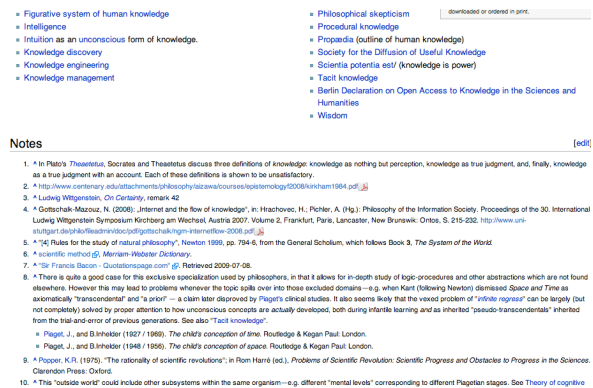 downloaded or ordered in print.
Figurative system of human knowledge
Intelligence
Intuition as an unconscious form of knowledge.
Knowledge discovery
Knowledge engineering
Knowledge management
Philosophical skepticism
Procedural knowledge
Propædia (outline of human knowledge)
Society for the Diffusion of Useful Knowledge
Scientia potentia est/ (knowledge is power)
Tacit knowledge
Berlin Declaration on Open Access to Knowledge in the Sciences and
Humanities
Wisdom
Notes [edit]
1. ^ In Plato's Theaetetus, Socrates and Theaetetus discuss three definitions of knowledge: knowledge as nothing but perception, knowledge as true judgment, and, finally, knowledge
as a true judgment with an account. Each of these definitions is shown to be unsatisfactory.
2. ^ http://www.centenary.edu/attachments/philosophy/aizawa/courses/epistemologyf2008/kirkham1984.pdf
3. ^ Ludwig Wittgenstein, On Certainty, remark 42
4. ^ Gottschalk-Mazouz, N. (2008): „Internet and the flow of knowledge“, in: Hrachovec, H.; Pichler, A. (Hg.): Philosophy of the Information Society. Proceedings of the 30. International
Ludwig Wittgenstein Symposium Kirchberg am Wechsel, Austria 2007. Volume 2, Frankfurt, Paris, Lancaster, New Brunswik: Ontos, S. 215-232. http://www.uni-
stuttgart.de/philo/fileadmin/doc/pdf/gottschalk/ngm-internetflow-2008.pdf
5. ^ "[4] Rules for the study of natural philosophy", Newton 1999, pp. 794-6, from the General Scholium, which follows Book 3, The System of the World.
6. ^ scientific method, Merriam-Webster Dictionary.
7. ^ "Sir Francis Bacon - Quotationspage.com". Retrieved 2009-07-08.
8. ^ There is quite a good case for this exclusive specialization used by philosophers, in that it allows for in-depth study of logic-procedures and other abstractions which are not found
elsewhere. However this may lead to problems whenever the topic spills over into those excluded domains—e.g. when Kant (following Newton) dismissed Space and Time as
axiomatically "transcendental" and "a priori" — a claim later disproved by Piaget's clinical studies. It also seems likely that the vexed problem of "infinite regress" can be largely (but
not completely) solved by proper attention to how unconscious concepts are actually developed, both during infantile learning and as inherited "pseudo-transcendentals" inherited
from the trial-and-error of previous generations. See also "Tacit knowledge".
Piaget, J., and B.Inhelder (1927 / 1969). The child's conception of time. Routledge & Kegan Paul: London.
Piaget, J., and B.Inhelder (1948 / 1956). The child's conception of space. Routledge & Kegan Paul: London.
9. ^ Popper, K.R. (1975). "The rationality of scientific revolutions"; in Rom Harré (ed.), Problems of Scientific Revolution: Scientific Progress and Obstacles to Progress in the Sciences.
Clarendon Press: Oxford.
10. ^ This "outside world" could include other subsystems within the same organism—e.g. different "mental levels" corresponding to different Piagetian stages. See Theory of cognitive